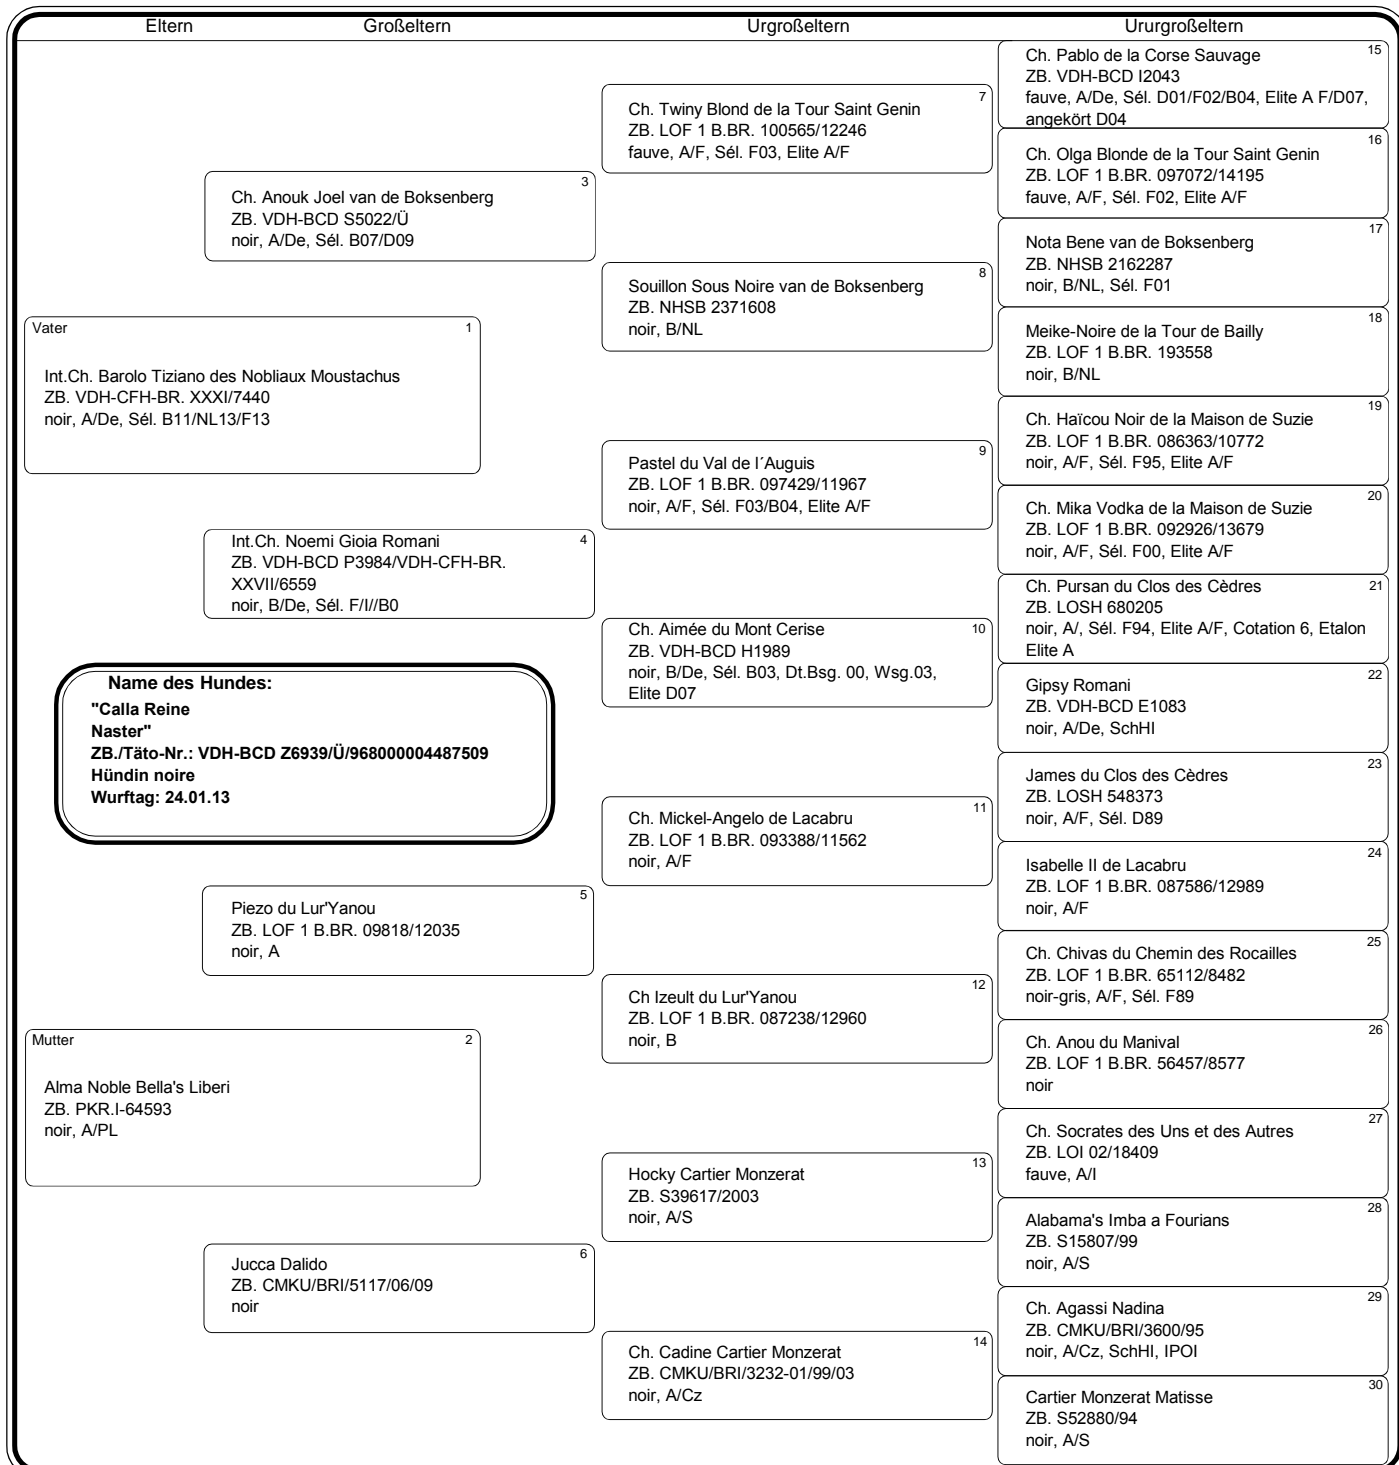 Eltern
Großeltern
Urgroßeltern
Ururgroßeltern
Vater 1
Int.Ch. Barolo Tiziano des Nobliaux Moustachus
ZB. VDH-CFH-BR. XXXI/7440
noir, A/De, Sél. B11/NL13/F13
Mutter 2
Alma Noble Bella's Liberi
ZB. PKR.I-64593
noir, A/PL
Name des Hundes:
"Calla Reine
Naster"
ZB./Täto-Nr.: VDH-BCD Z6939/Ü/968000004487509
Hündin noire
Wurftag: 24.01.13
3
Ch. Anouk Joel van de Boksenberg
ZB. VDH-BCD S5022/Ü
noir, A/De, Sél. B07/D09
4
Int.Ch. Noemi Gioia Romani
ZB. VDH-BCD P3984/VDH-CFH-BR.
XXVII/6559
noir, B/De, Sél. F/I//B0
5
Piezo du Lur'Yanou
ZB. LOF 1 B.BR. 09818/12035
noir, A
6
Jucca Dalido
ZB. CMKU/BRI/5117/06/09
noir
7
Ch. Twiny Blond de la Tour Saint Genin
ZB. LOF 1 B.BR. 100565/12246
fauve, A/F, Sél. F03, Elite A/F
8
Souillon Sous Noire van de Boksenberg
ZB. NHSB 2371608
noir, B/NL
9
Pastel du Val de l´Auguis
ZB. LOF 1 B.BR. 097429/11967
noir, A/F, Sél. F03/B04, Elite A/F
10
Ch. Aimée du Mont Cerise
ZB. VDH-BCD H1989
noir, B/De, Sél. B03, Dt.Bsg. 00, Wsg.03,
Elite D07
11
Ch. Mickel-Angelo de Lacabru
ZB. LOF 1 B.BR. 093388/11562
noir, A/F
12
Ch Izeult du Lur'Yanou
ZB. LOF 1 B.BR. 087238/12960
noir, B
13
Hocky Cartier Monzerat
ZB. S39617/2003
noir, A/S
14
Ch. Cadine Cartier Monzerat
ZB. CMKU/BRI/3232-01/99/03
noir, A/Cz
15
Ch. Pablo de la Corse Sauvage
ZB. VDH-BCD I2043
fauve, A/De, Sél. D01/F02/B04, Elite A F/D07,
angekört D04
16
Ch. Olga Blonde de la Tour Saint Genin
ZB. LOF 1 B.BR. 097072/14195
fauve, A/F, Sél. F02, Elite A/F
17
Nota Bene van de Boksenberg
ZB. NHSB 2162287
noir, B/NL, Sél. F01
18
Meike-Noire de la Tour de Bailly
ZB. LOF 1 B.BR. 193558
noir, B/NL
19
Ch. Haïcou Noir de la Maison de Suzie
ZB. LOF 1 B.BR. 086363/10772
noir, A/F, Sél. F95, Elite A/F
20
Ch. Mika Vodka de la Maison de Suzie
ZB. LOF 1 B.BR. 092926/13679
noir, A/F, Sél. F00, Elite A/F
21
Ch. Pursan du Clos des Cèdres
ZB. LOSH 680205
noir, A/, Sél. F94, Elite A/F, Cotation 6, Etalon
Elite A
22
Gipsy Romani
ZB. VDH-BCD E1083
noir, A/De, SchHI
23
James du Clos des Cèdres
ZB. LOSH 548373
noir, A/F, Sél. D89
24
Isabelle II de Lacabru
ZB. LOF 1 B.BR. 087586/12989
noir, A/F
25
Ch. Chivas du Chemin des Rocailles
ZB. LOF 1 B.BR. 65112/8482
noir-gris, A/F, Sél. F89
26
Ch. Anou du Manival
ZB. LOF 1 B.BR. 56457/8577
noir
27
Ch. Socrates des Uns et des Autres
ZB. LOI 02/18409
fauve, A/I
28
Alabama's Imba a Fourians
ZB. S15807/99
noir, A/S
29
Ch. Agassi Nadina
ZB. CMKU/BRI/3600/95
noir, A/Cz, SchHI, IPOI
30
Cartier Monzerat Matisse
ZB. S52880/94
noir, A/S